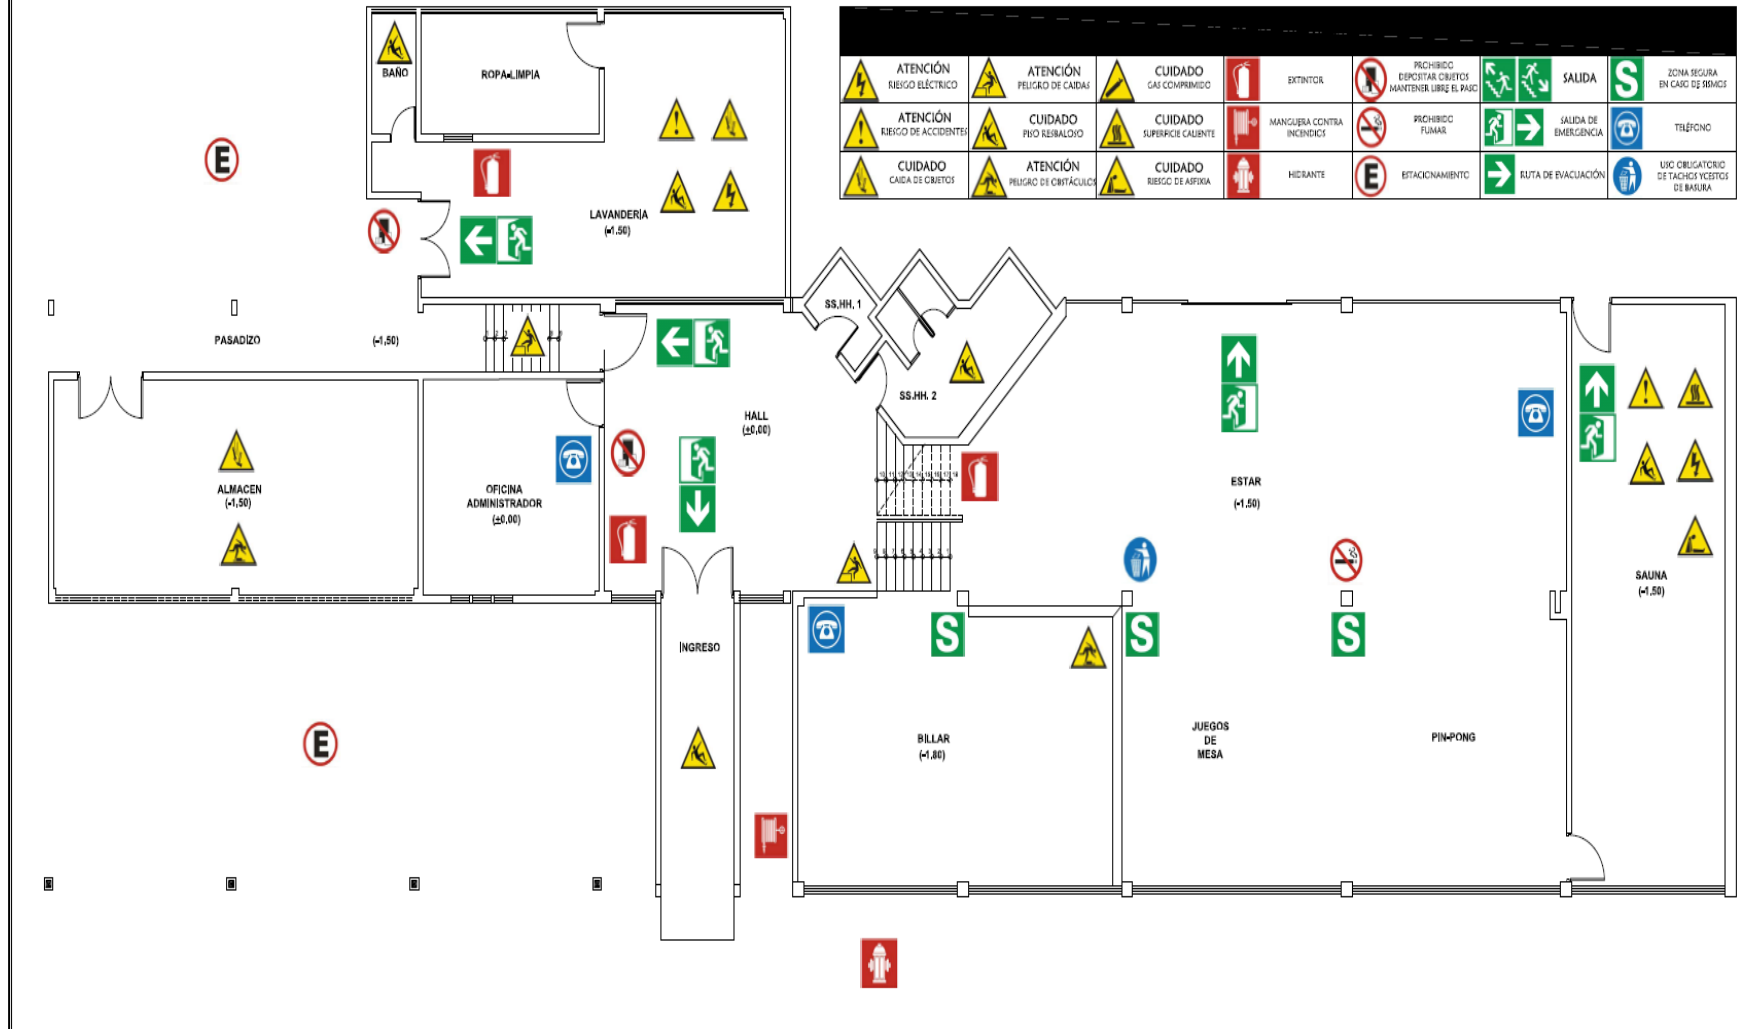 ATENCIÓN
RIESGO ELÉCTRICO
ATENCIÓN
PELIGRO DE CAIDAS
CUIDADO
GAS COMPRIMIDO
EXTINTOR
PROHIBIDO
DEPOSITAR OBJETOS
MANTENER LIBRE EL PASO
SALIDA
S
ZONA SEGURA
EN CASO DE SISMOS
ATENCIÓN
RIESGO DE ACCIDENTES
CUIDADO
PISO RESBALOSO
CUIDADO
SUPERFICIE CALIENTE
MANGUERA CONTRA
INCENDIOS
PROHIBIDO
FUMAR
SALIDA DE
EMERGENCIA
TELÉFONO
CUIDADO
CAIDA DE OBJETOS
ATENCIÓN
PELIGRO DE OBSTÁCULOS
CUIDADO
RIESGO DE ASFIXIA
HIDRANTE
E
ESTACIONAMIENTO
RUTA DE EVACUACIÓN
USO OBLIGATORIO
DE TACHOS Y CESTOS
DE BASURA
BAÑO
ROPA-LIMPIA
E
LAVANDERÍA
(-1.50)
SS.HH. 1
PASADIZO
(-1,50)
SS.HH. 2
HALL
(±0,00)
ALMACEN
(-1,50)
OFICINA
ADMINISTRADOR
(±0,00)
ESTAR
(-1.50)
SAUNA
(-1,50)
INGRESO
S
S
S
E
BILLAR
(-1.80)
JUEGOS
DE
MESA
PIN-PONG